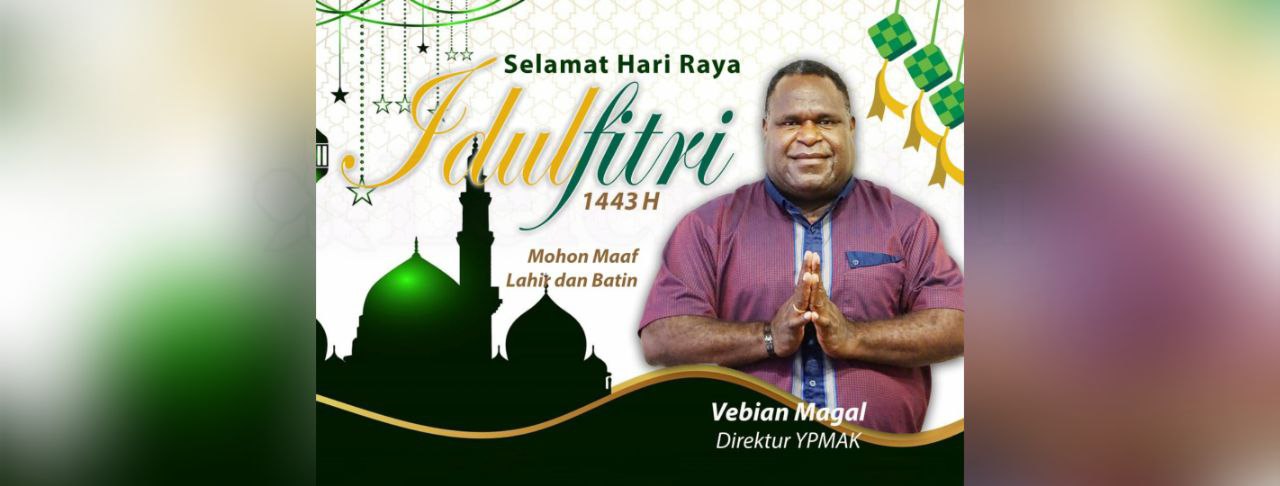 Selamat Hari Raya
Idulfitri
1443 H
Mohon Maaf
Lahir dan Batin
Vebian Magal
Direktur YPMAK